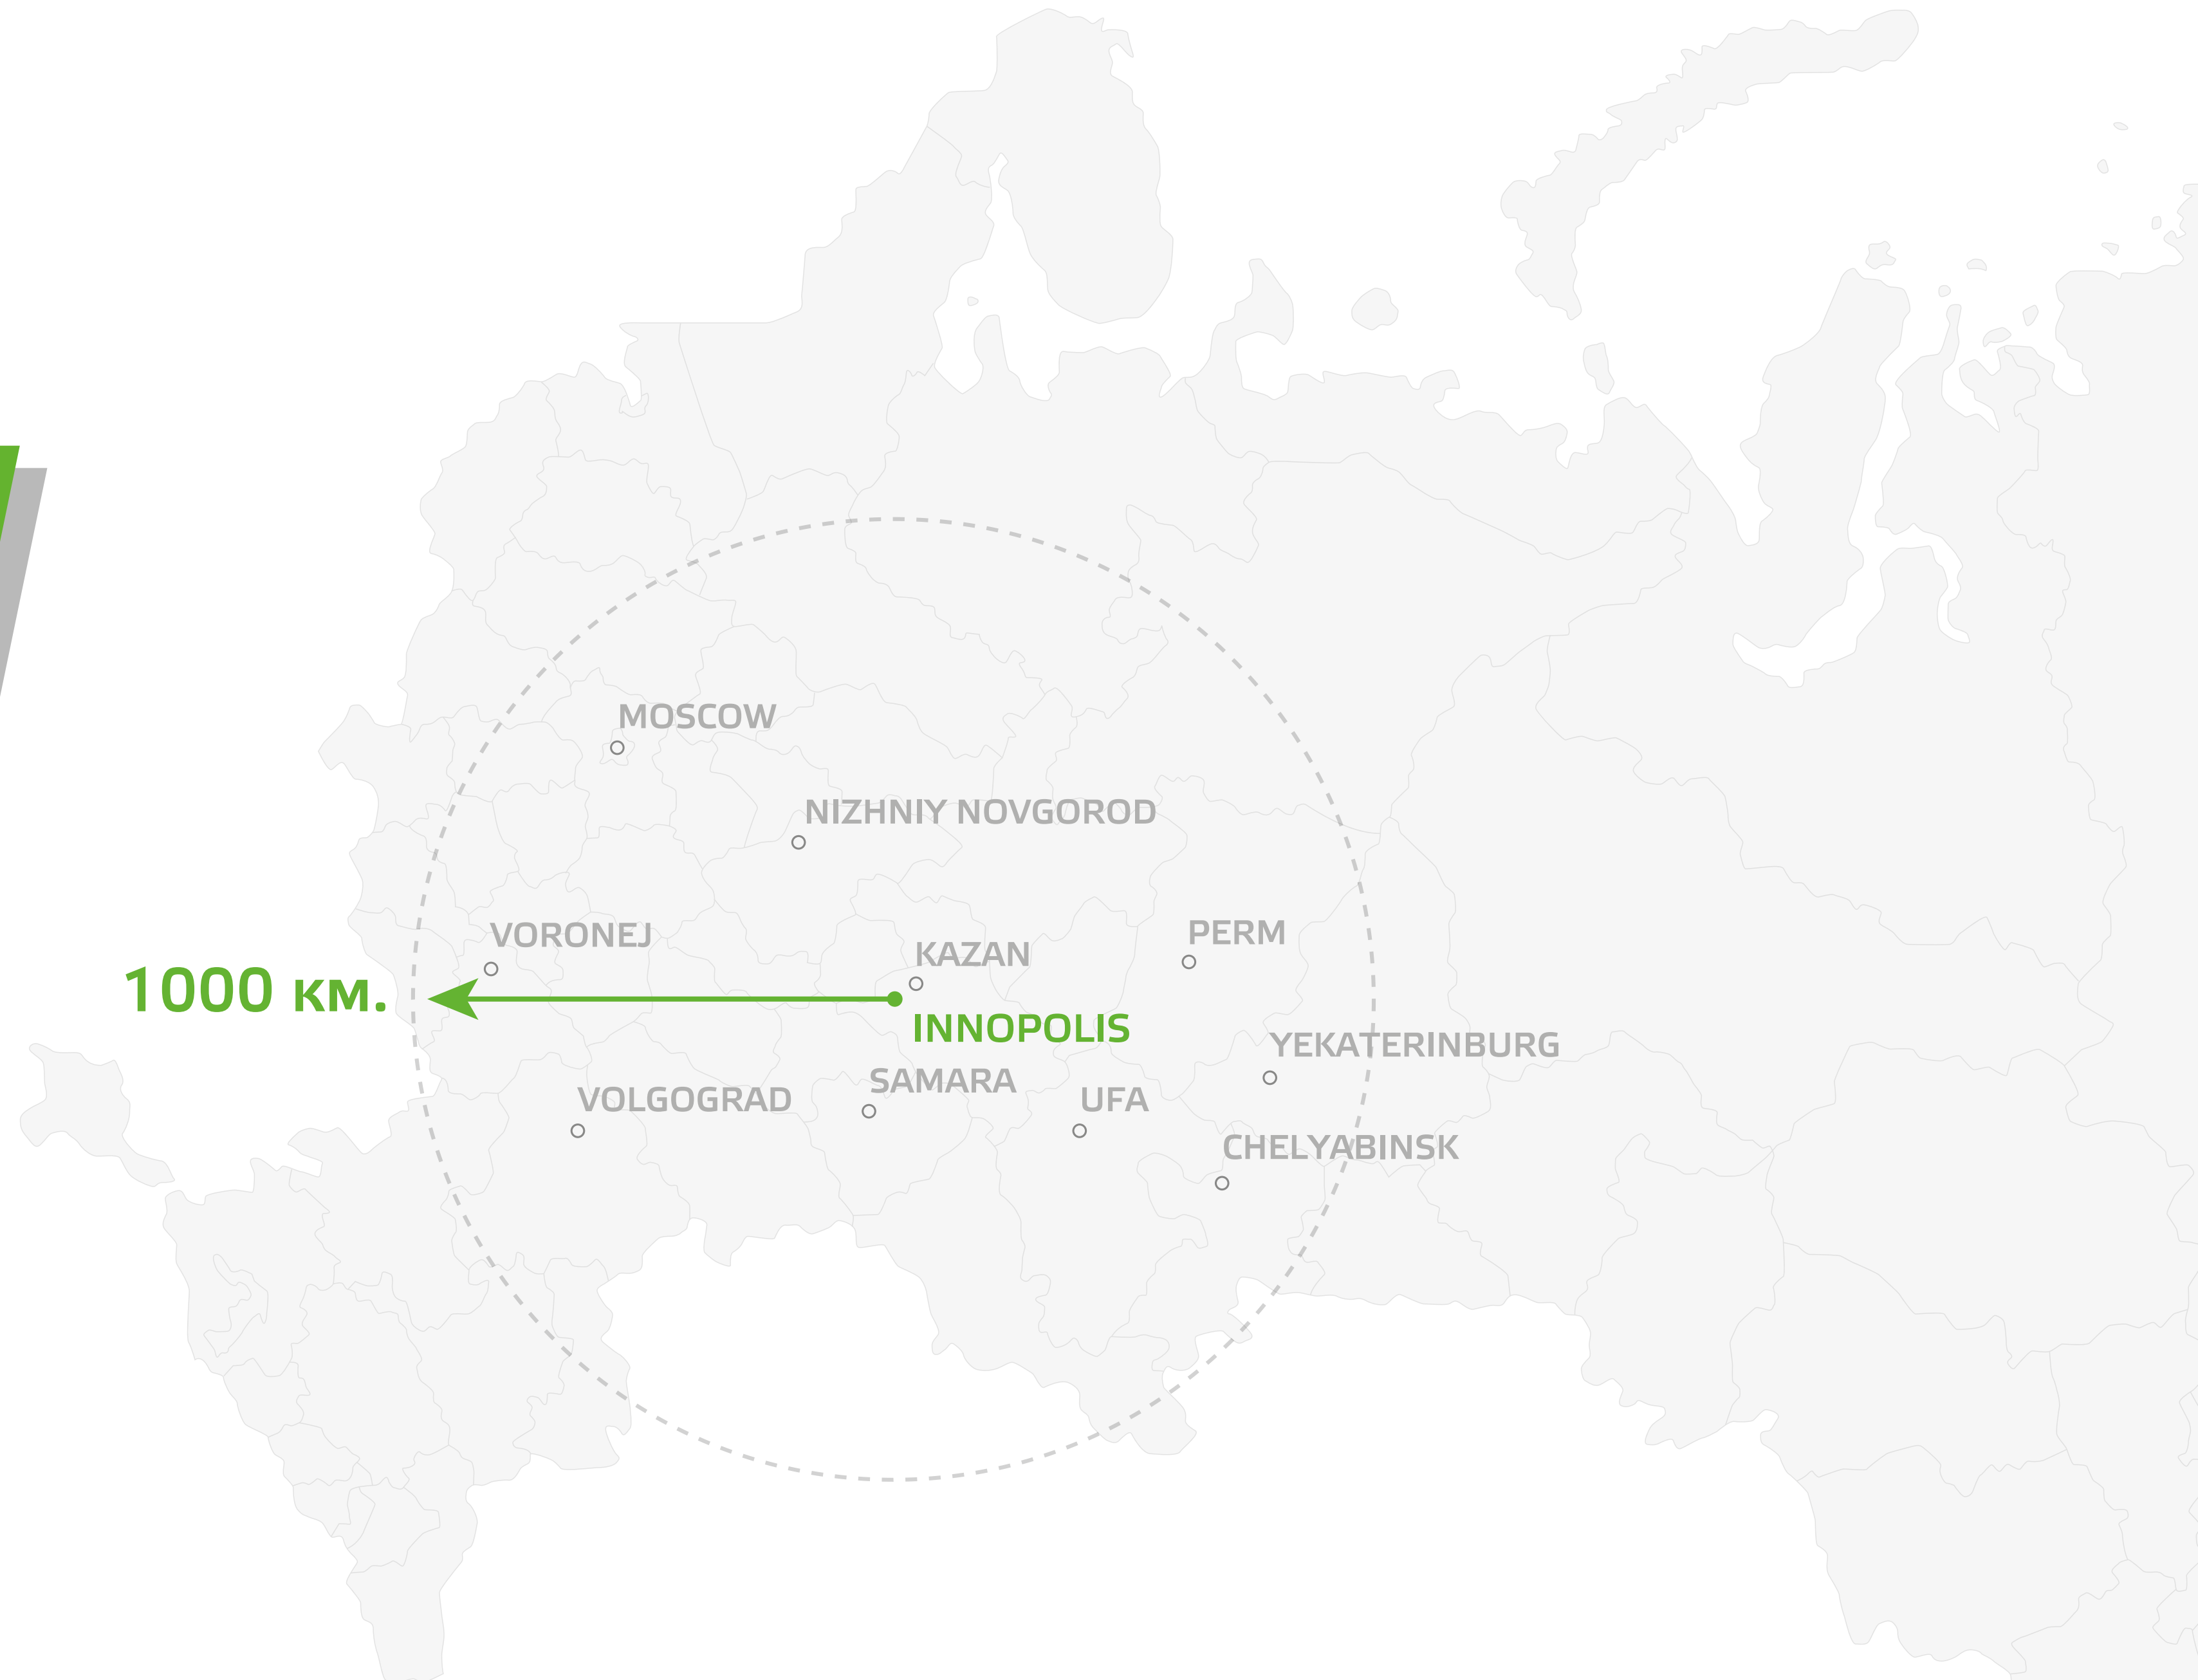 MOSCOW
NIZHNIY NOVGOROD
VORONEJ
PERM
KAZAN
1000 км.
INNOPOLIS
YEKATERINBURG
SAMARA
VOLGOGRAD
UFA
CHELYABINSK